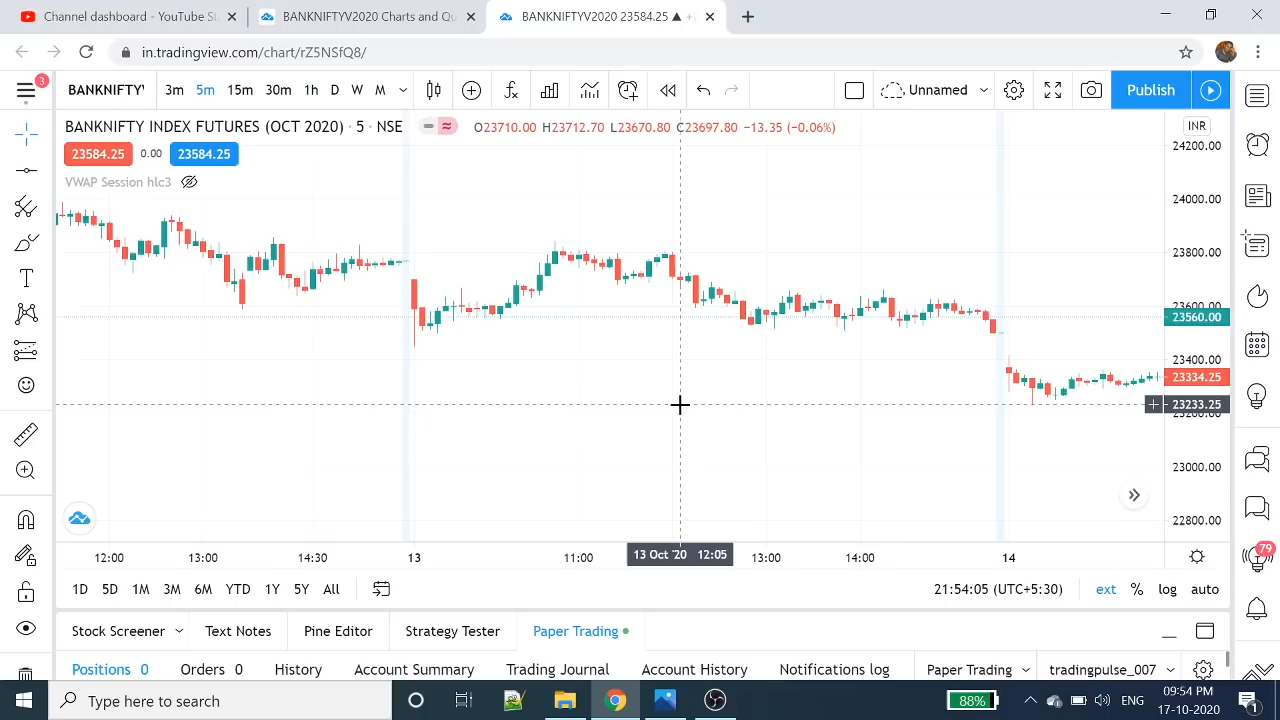 Channel dashboard - YouTube St
BANKNIFTYV2020 Charts and Qu
BANKNIFTYV2020 23584.25 ▲ +
in.tradingview.com/chart/rZ5NSfQ8/
3
BANKNIFTY
3m 5m 15m 30m 1h D W M
Unnamed
Publish
BANKNIFTY INDEX FUTURES (OCT 2020) · 5 · NSE
O23710.00 H23712.70 L23670.80 C23697.80 −13.35 (−0.06%)
INR
23584.25 0.00 23584.25
VWAP Session hlc3
24200.00
24000.00
23800.00
23600.00
23560.00
23400.00
23334.25
23233.25
23200.00
23000.00
22800.00
12:00 13:00 14:30 13 11:00 13 Oct '20 12:05 13:00 14:00 14
1D 5D 1M 3M 6M YTD 1Y 5Y All
21:54:05 (UTC+5:30) ext % log auto
79
Stock Screener Text Notes Pine Editor Strategy Tester Paper Trading
Positions 0 Orders 0 History Account Summary Trading Journal Account History Notifications log Paper Trading tradingpulse_007
Type here to search
88%
ENG
09:54 PM
17-10-2020
1